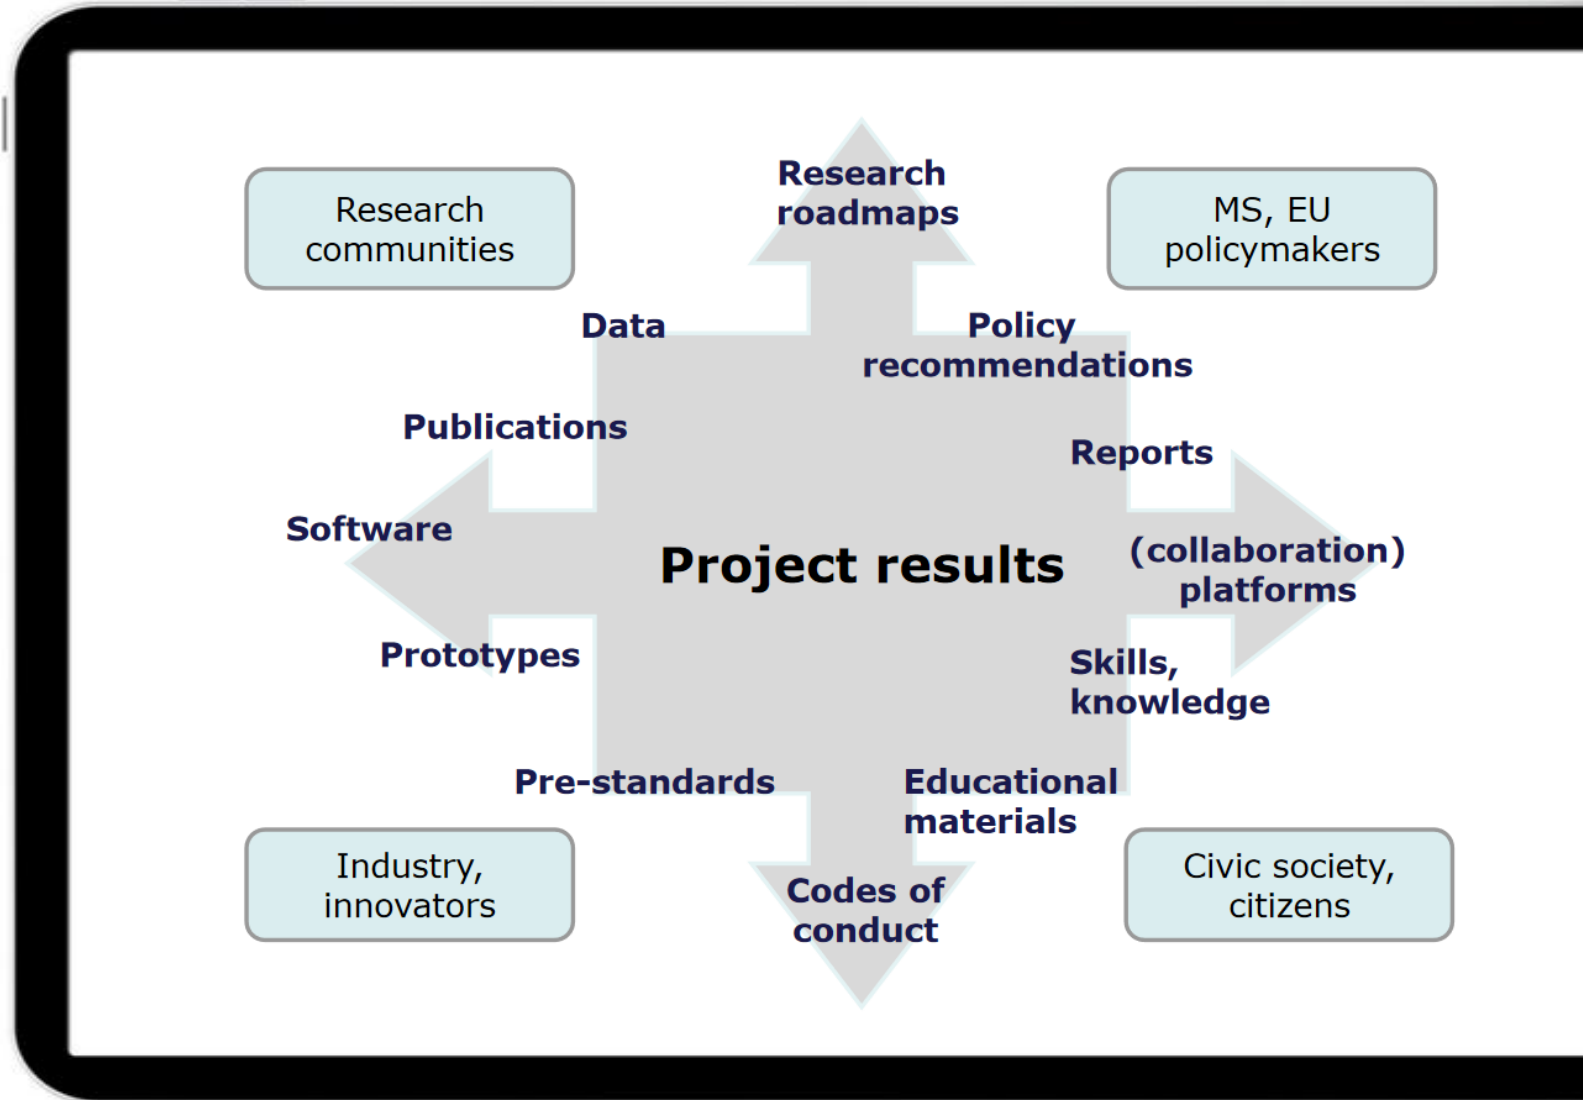 Research
communities
Research
roadmaps
MS, EU
policymakers
Data
Policy
recommendations
Publications
Reports
Software
Project results
(collaboration)
platforms
Prototypes
Skills,
knowledge
Pre-standards
Educational
materials
Industry,
innovators
Codes of
conduct
Civic society,
citizens